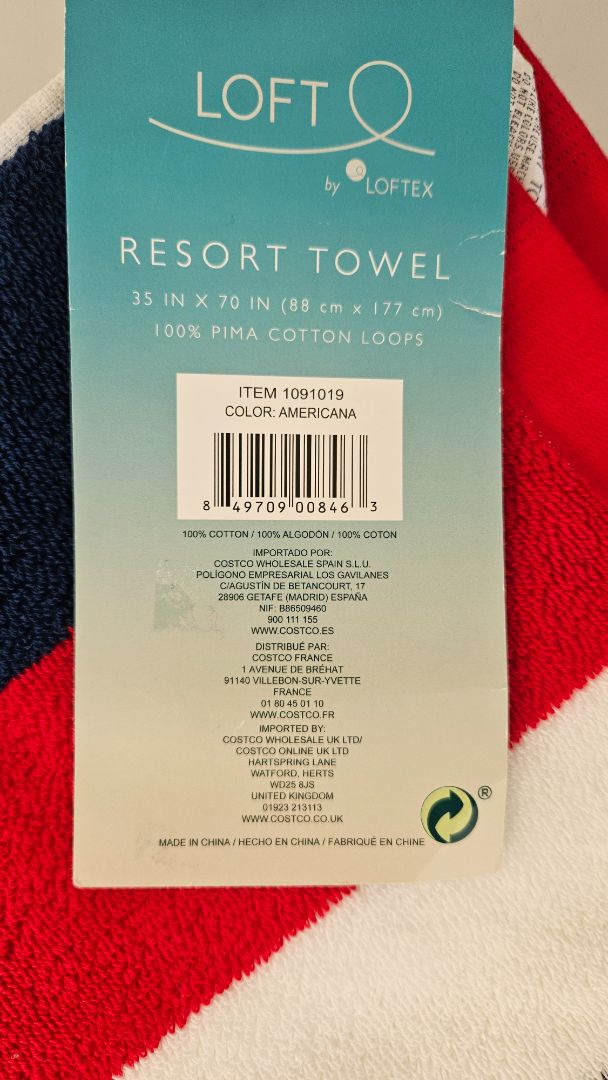 LOFT
by LOFTEX
RESORT TOWEL
35 IN X 70 IN (88 cm x 177 cm)
100% PIMA COTTON LOOPS
ITEM 1091019
COLOR: AMERICANA
8 49709 00846 3
100% COTTON / 100% ALGODÓN / 100% COTON
IMPORTADO POR:
COSTCO WHOLESALE SPAIN S.L.U.
POLÍGONO EMPRESARIAL LOS GAVILANES
C/AGUSTÍN DE BETANCOURT, 17
28906 GETAFE (MADRID) ESPAÑA
NIF: B86509460
900 111 155
WWW.COSTCO.ES
DISTRIBUÉ PAR:
COSTCO FRANCE
1 AVENUE DE BRÉHAT
91140 VILLEBON-SUR-YVETTE
FRANCE
01 80 45 01 10
WWW.COSTCO.FR
IMPORTED BY:
COSTCO WHOLESALE UK LTD/
COSTCO ONLINE UK LTD
HARTSPRING LANE
WATFORD, HERTS
WD25 8JS
UNITED KINGDOM
01923 213113
WWW.COSTCO.CO.UK
®
MADE IN CHINA / HECHO EN CHINA / FABRIQUÉ EN CHINE